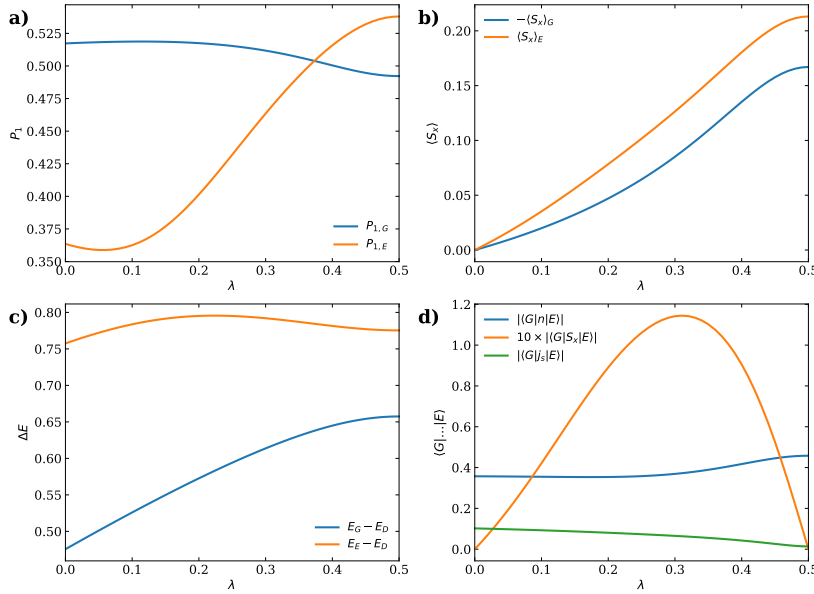 a)
0.525
0.500
0.475
0.450
0.425
0.400
0.375
0.350
P₁
P₁,G
P₁,E
0.0 0.1 0.2 0.3 0.4 0.5
λ
b)
0.20
0.15
0.10
0.05
0.00
⟨Sₓ⟩
−⟨Sₓ⟩G
⟨Sₓ⟩E
0.0 0.1 0.2 0.3 0.4 0.5
λ
c)
0.80
0.75
0.70
0.65
0.60
0.55
0.50
ΔE
E_G − E_D
E_E − E_D
0.0 0.1 0.2 0.3 0.4 0.5
λ
d)
1.2
1.0
0.8
0.6
0.4
0.2
0.0
⟨G|...|E⟩
|⟨G|n|E⟩|
10 × |⟨G|Sₓ|E⟩|
|⟨G|jₛ|E⟩|
0.0 0.1 0.2 0.3 0.4 0.5
λ